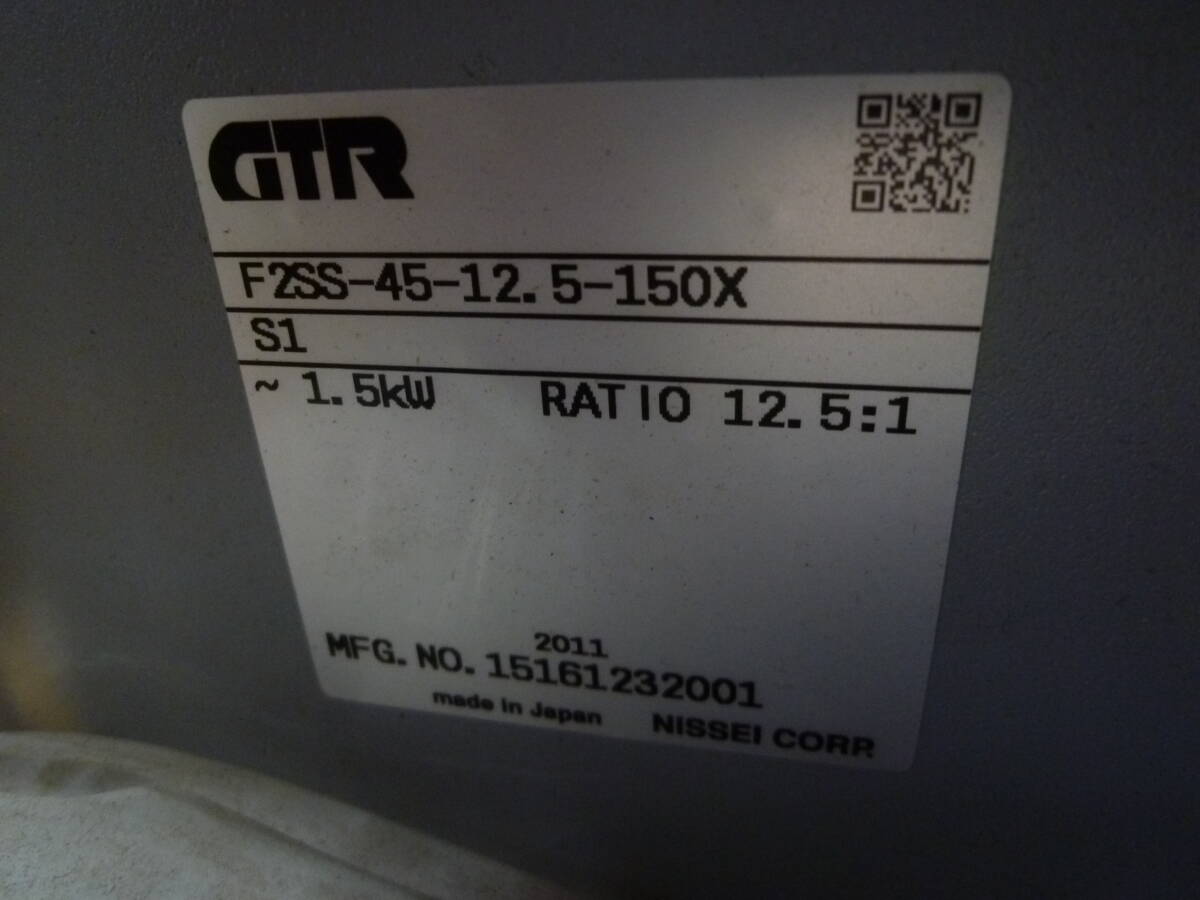 GTR
F2SS-45-12.5-150X
S1
~ 1.5kW RATIO 12.5:1
2011
MFG. NO. 15161232001
made in Japan NISSEI CORP.